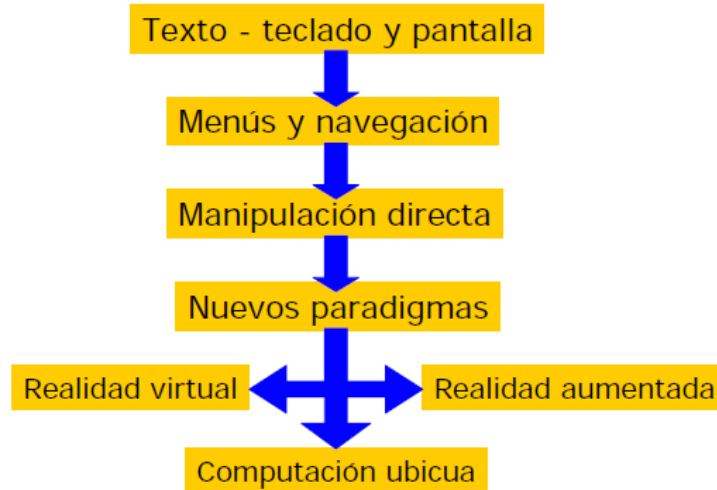 Texto - teclado y pantalla
Menús y navegación
Manipulación directa
Nuevos paradigmas
Realidad virtual
Realidad aumentada
Computación ubicua